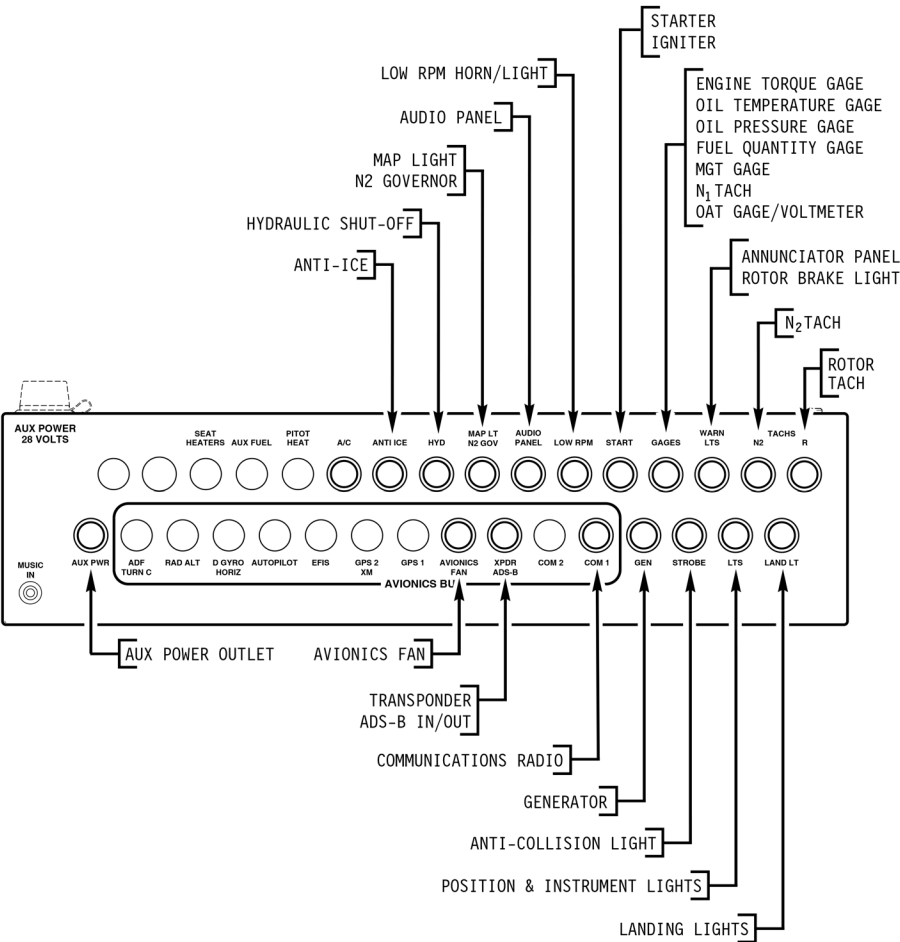 STARTER
IGNITER
LOW RPM HORN/LIGHT
ENGINE TORQUE GAGE
OIL TEMPERATURE GAGE
OIL PRESSURE GAGE
FUEL QUANTITY GAGE
MGT GAGE
N1 TACH
OAT GAGE/VOLTMETER
AUDIO PANEL
MAP LIGHT
N2 GOVERNOR
HYDRAULIC SHUT-OFF
ANTI-ICE
ANNUNCIATOR PANEL
ROTOR BRAKE LIGHT
N2 TACH
ROTOR
TACH
AUX POWER
28 VOLTS
SEAT
HEATERS
AUX FUEL
PITOT
HEAT
A/C
ANTI ICE
HYD
MAP LT
N2 GOV
AUDIO
PANEL
LOW RPM
START
GAGES
WARN
LTS
TACHS
N2
R
MUSIC
IN
AUX PWR
ADF
TURN C
RAD ALT
D GYRO
HORIZ
AUTOPILOT
EFIS
GPS 2
XM
GPS 1
AVIONICS
FAN
XPDR
ADS-B
COM 2
COM 1
GEN
STROBE
LTS
LAND LT
AVIONICS BU
AUX POWER OUTLET
AVIONICS FAN
TRANSPONDER
ADS-B IN/OUT
COMMUNICATIONS RADIO
GENERATOR
ANTI-COLLISION LIGHT
POSITION & INSTRUMENT LIGHTS
LANDING LIGHTS